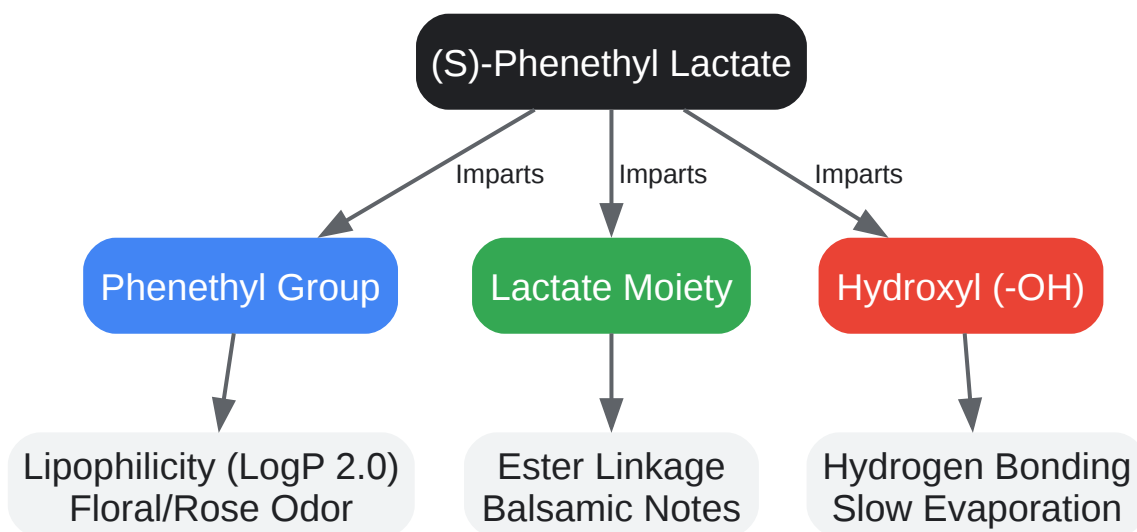 (S)-Phenethyl Lactate
Imparts
Imparts
Imparts
Phenethyl Group
Lactate Moiety
Hydroxyl (-OH)
Lipophilicity (LogP 2.0)
Floral/Rose Odor
Ester Linkage
Balsamic Notes
Hydrogen Bonding
Slow Evaporation